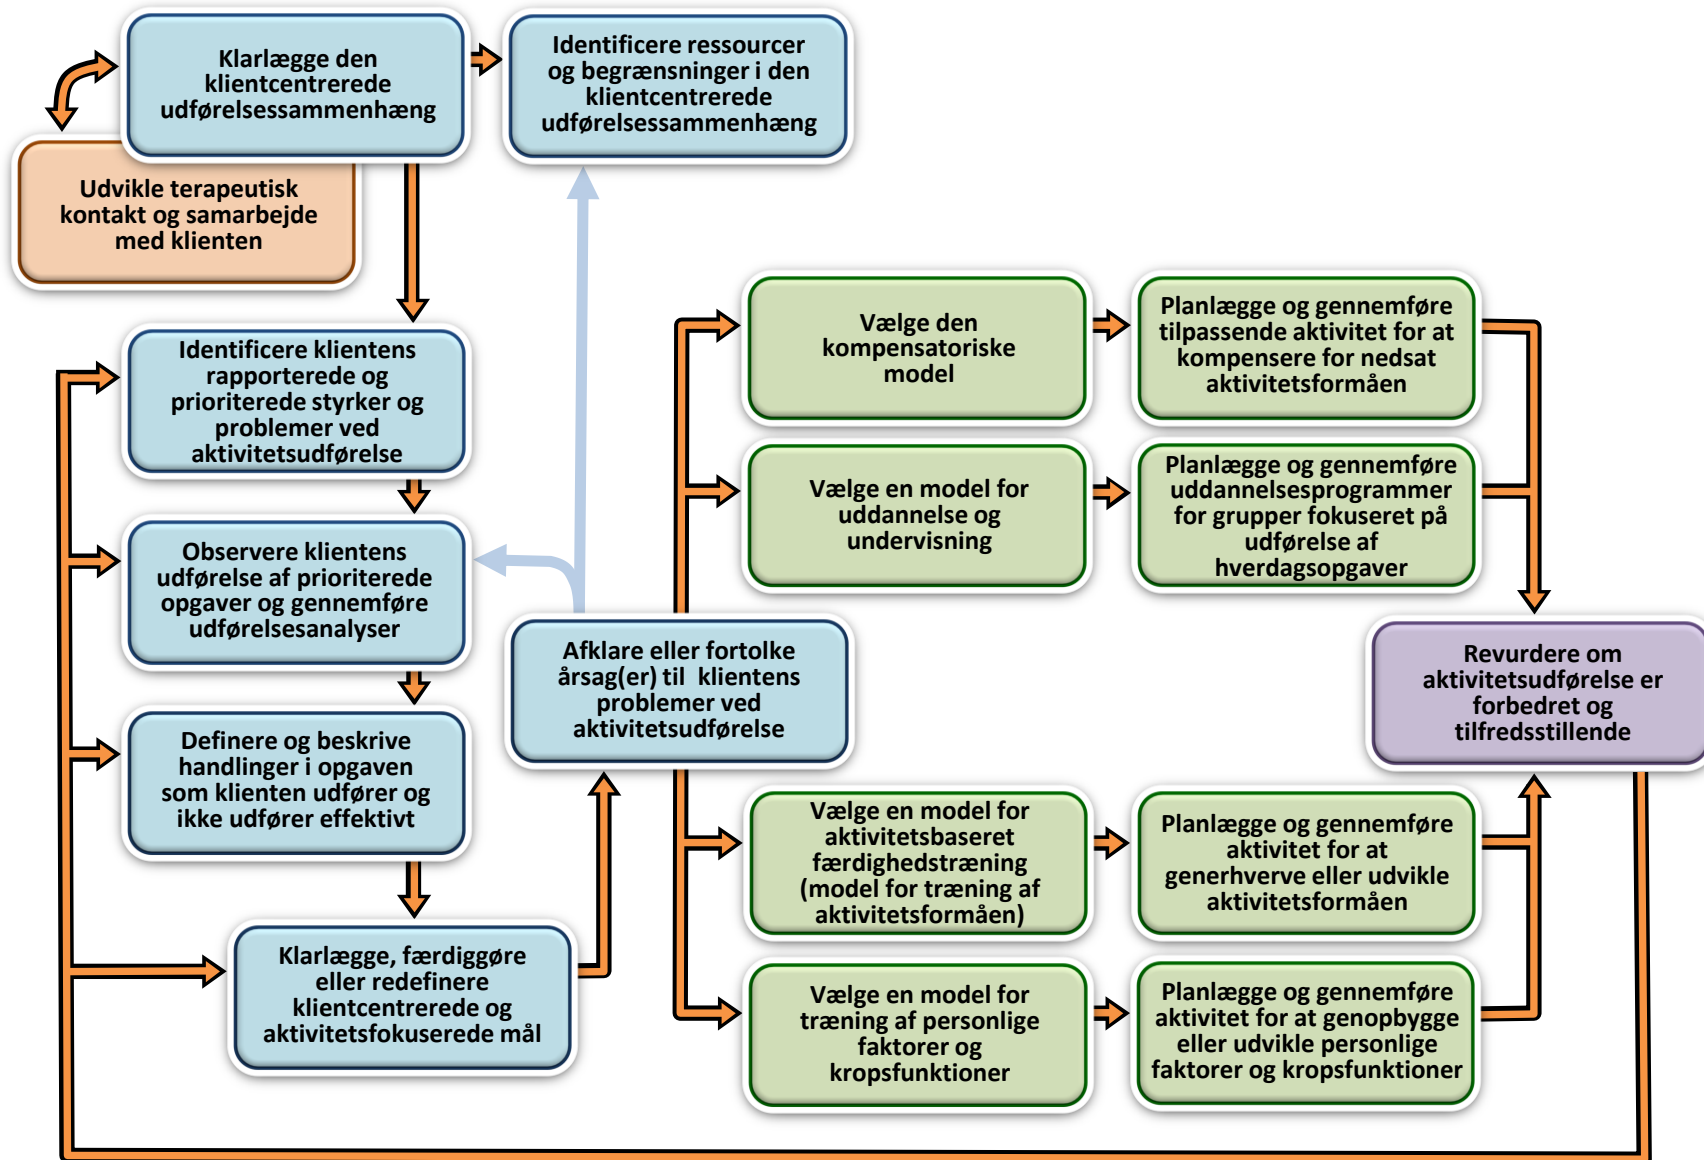 Klarlægge den
klientcentrerede
udførelsessammenhæng
Identificere ressourcer
og begrænsninger i den
klientcentrerede
udførelsessammenhæng
Udvikle terapeutisk
kontakt og samarbejde
med klienten
Identificere klientens
rapporterede og
prioriterede styrker og
problemer ved
aktivitetsudførelse
Observere klientens
udførelse af prioriterede
opgaver og gennemføre
udførelsesanalyser
Definere og beskrive
handlinger i opgaven
som klienten udfører og
ikke udfører effektivt
Klarlægge, færdiggøre
eller redefinere
klientcentrerede og
aktivitetsfokuserede mål
Afklare eller fortolke
årsag(er) til  klientens
problemer ved
aktivitetsudførelse
Vælge den
kompensatoriske
model
Planlægge og gennemføre
tilpassende aktivitet for at
kompensere for nedsat
aktivitetsformåen
Vælge en model for
uddannelse og
undervisning
Planlægge og gennemføre
uddannelsesprogrammer
for grupper fokuseret på
udførelse af
hverdagsopgaver
Vælge en model for
aktivitetsbaseret
færdighedstræning
(model for træning af
aktivitetsformåen)
Planlægge og gennemføre
aktivitet for at
generhverve eller udvikle
aktivitetsformåen
Vælge en model for
træning af personlige
faktorer og
kropsfunktioner
Planlægge og gennemføre
aktivitet for at genopbygge
eller udvikle personlige
faktorer og kropsfunktioner
Revurdere om
aktivitetsudførelse er
forbedret og
tilfredsstillende